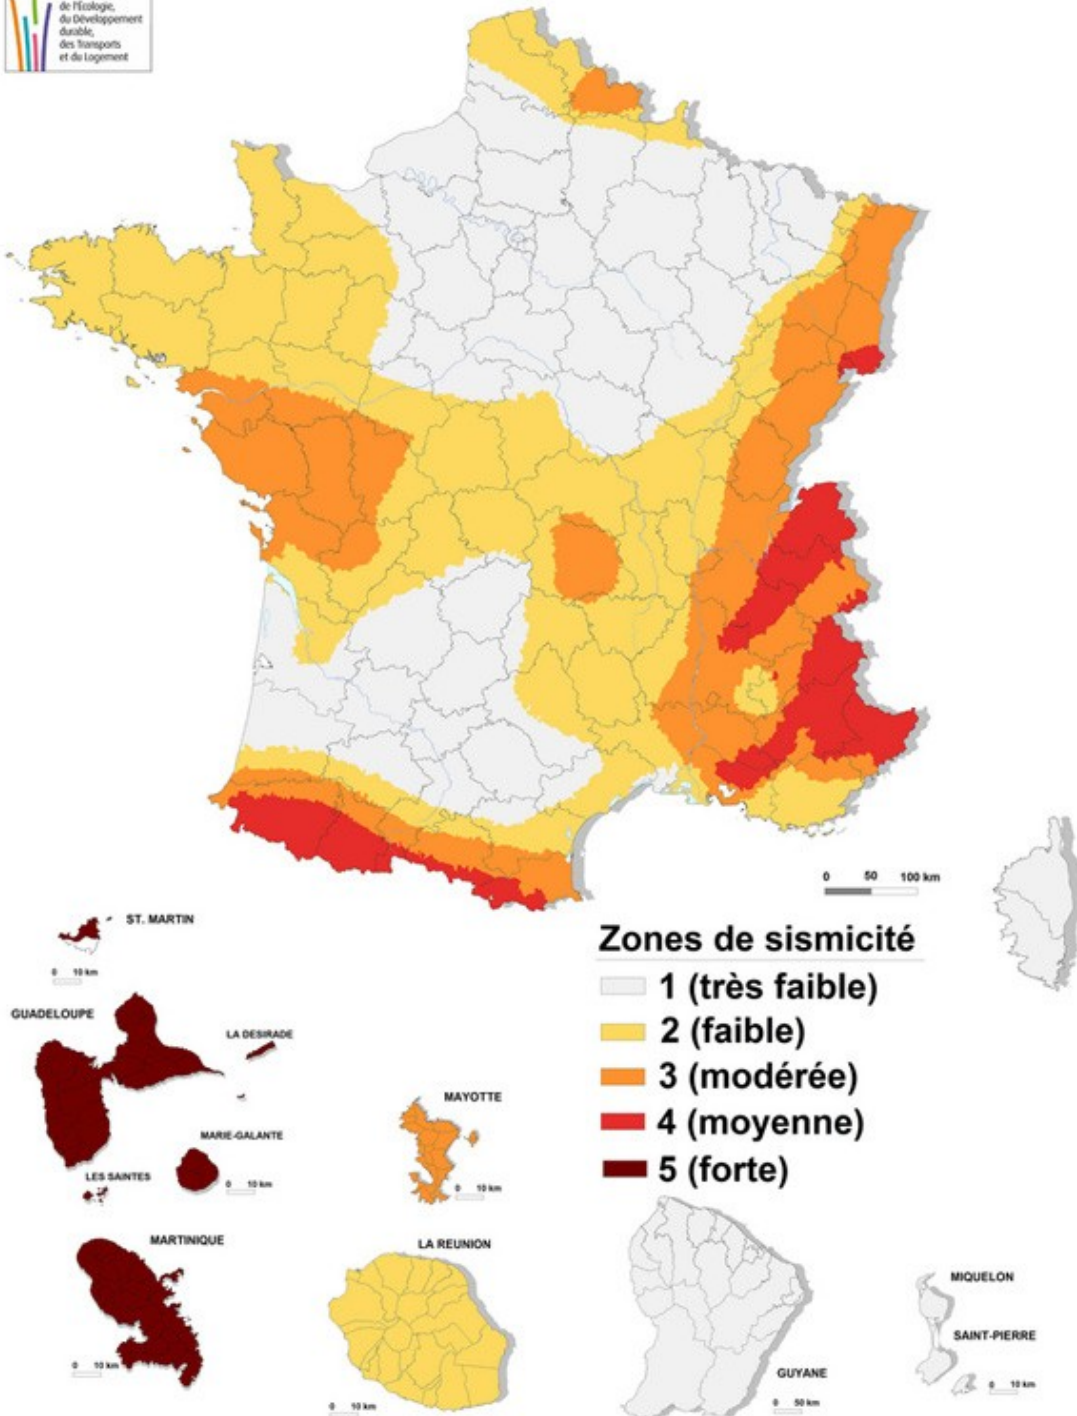 de l'Écologie,
du Développement
durable,
des Transports
et du Logement
0 50 100 km
ST. MARTIN
0 10 km
GUADELOUPE
LA DESIRADE
MARIE-GALANTE
0 10 km
LES SAINTES
MAYOTTE
0 10 km
MARTINIQUE
0 10 km
LA REUNION
0 10 km
Zones de sismicité
1 (très faible)
2 (faible)
3 (modérée)
4 (moyenne)
5 (forte)
GUYANE
0 50 km
MIQUELON
SAINT-PIERRE
0 10 km